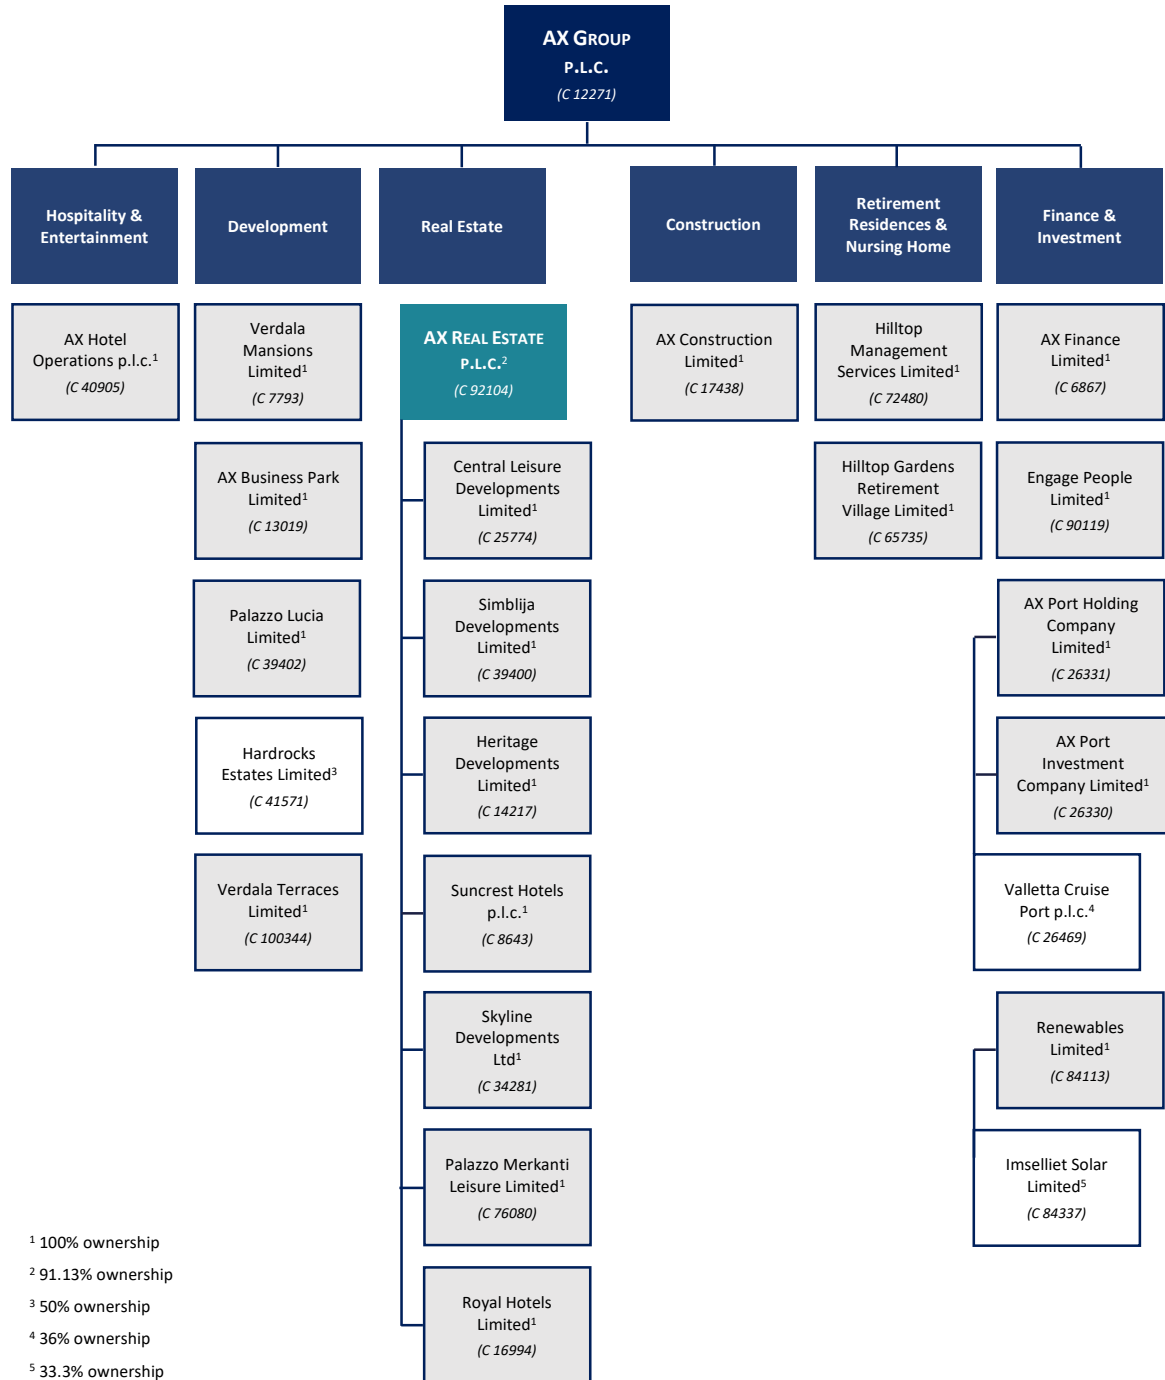 AX GROUP
P.L.C.
(C 12271)
Hospitality &
Entertainment
Development
Real Estate
Construction
Retirement
Residences &
Nursing Home
Finance &
Investment
AX Hotel
Operations p.l.c.¹
(C 40905)
Verdala
Mansions
Limited¹
(C 7793)
AX REAL ESTATE
P.L.C.²
(C 92104)
AX Construction
Limited¹
(C 17438)
Hilltop
Management
Services Limited¹
(C 72480)
AX Finance
Limited¹
(C 6867)
AX Business Park
Limited¹
(C 13019)
Central Leisure
Developments
Limited¹
(C 25774)
Hilltop Gardens
Retirement
Village Limited¹
(C 65735)
Engage People
Limited¹
(C 90119)
Palazzo Lucia
Limited¹
(C 39402)
Simblija
Developments
Limited¹
(C 39400)
AX Port Holding
Company
Limited¹
(C 26331)
Hardrocks
Estates Limited³
(C 41571)
Heritage
Developments
Limited¹
(C 14217)
AX Port
Investment
Company Limited¹
(C 26330)
Verdala Terraces
Limited¹
(C 100344)
Suncrest Hotels
p.l.c.¹
(C 8643)
Valletta Cruise
Port p.l.c.⁴
(C 26469)
Skyline
Developments
Ltd¹
(C 34281)
Renewables
Limited¹
(C 84113)
Palazzo Merkanti
Leisure Limited¹
(C 76080)
Imselliet Solar
Limited⁵
(C 84337)
Royal Hotels
Limited¹
(C 16994)
¹ 100% ownership
² 91.13% ownership
³ 50% ownership
⁴ 36% ownership
⁵ 33.3% ownership